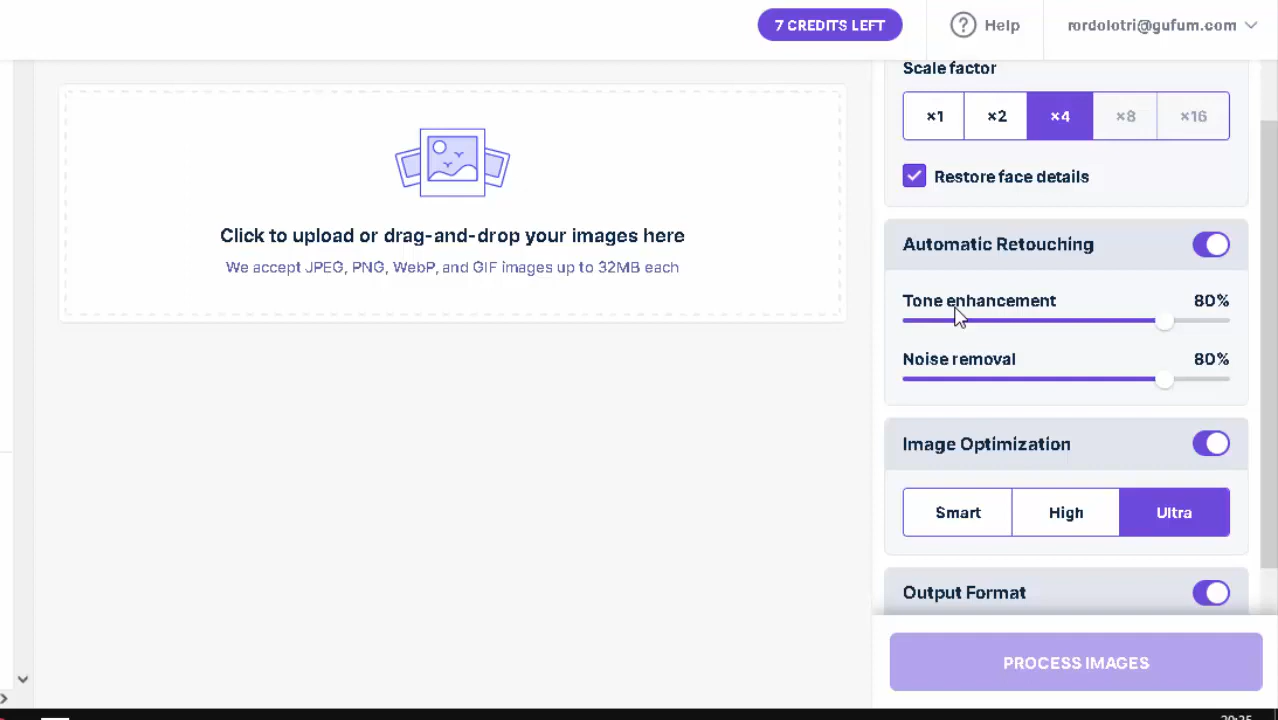 7 CREDITS LEFT
? Help
rordolotri@gufum.com
Scale factor
×1 ×2 ×4 ×8 ×16
Restore face details
Click to upload or drag-and-drop your images here
We accept JPEG, PNG, WebP, and GIF images up to 32MB each
Automatic Retouching
Tone enhancement 80%
Noise removal 80%
Image Optimization
Smart High Ultra
Output Format
PROCESS IMAGES